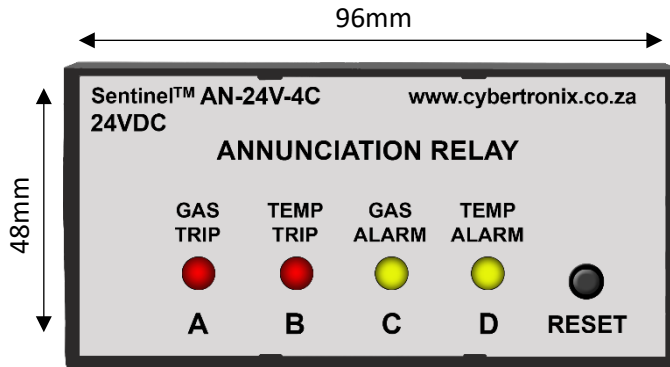 96mm
48mm
Sentinel™ AN-24V-4C www.cybertronix.co.za
24VDC
ANNUNCIATION RELAY
GAS TRIP
TEMP TRIP
GAS ALARM
TEMP ALARM
A B C D RESET